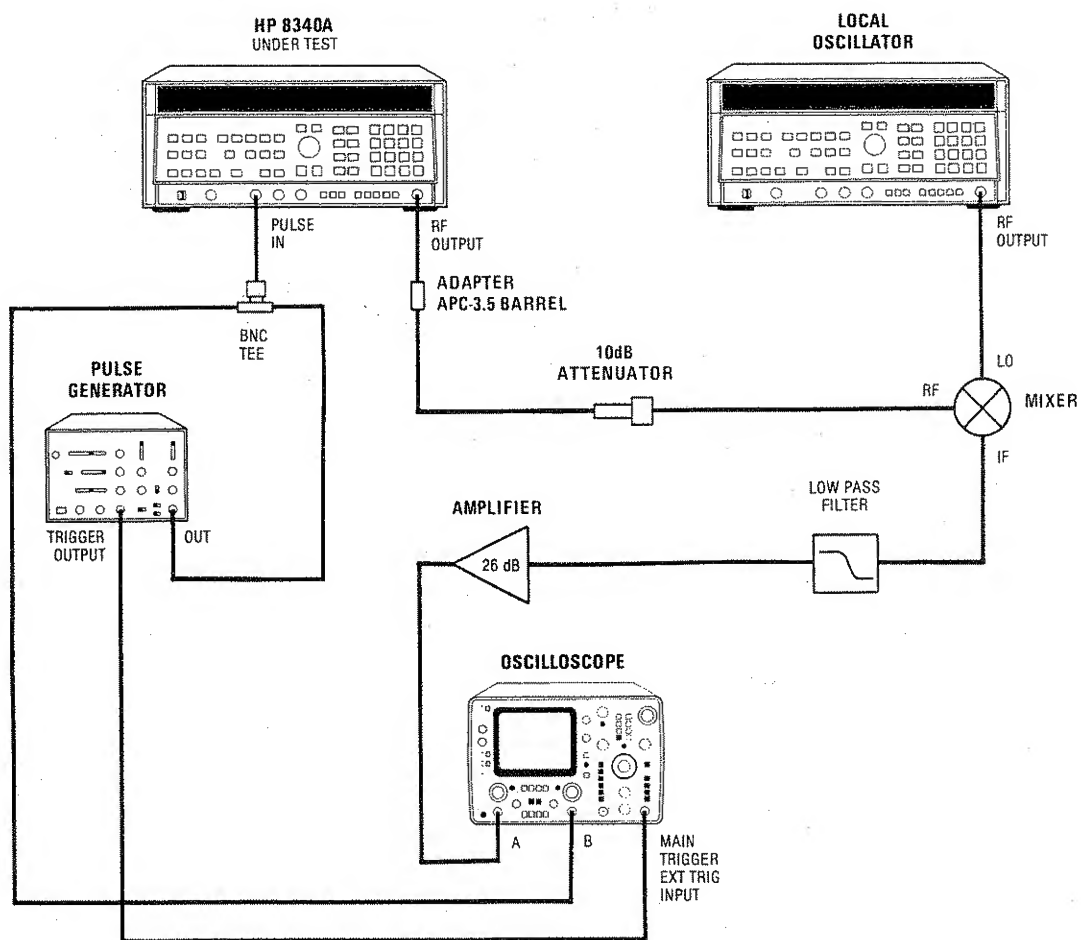 HP 8340A
UNDER TEST
LOCAL
OSCILLATOR
PULSE
IN
RF
OUTPUT
RF
OUTPUT
ADAPTER
APC-3.5 BARREL
BNC
TEE
PULSE
GENERATOR
10dB
ATTENUATOR
LO
RF
MIXER
IF
LOW PASS
FILTER
AMPLIFIER
26 dB
TRIGGER
OUTPUT
OUT
OSCILLOSCOPE
A
B
MAIN
TRIGGER
EXT TRIG
INPUT